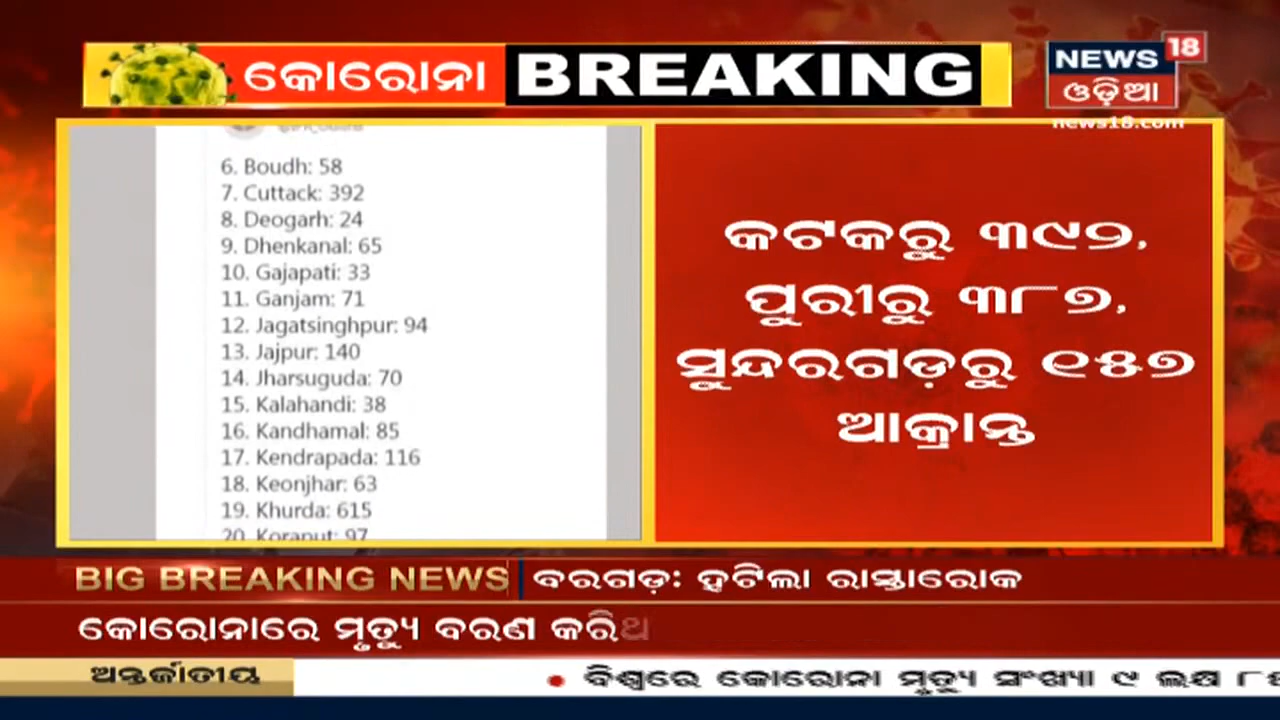 କୋରୋନା BREAKING
NEWS 18
ଓଡ଼ିଆ
news18.com
6. Boudh: 58
7. Cuttack: 392
8. Deogarh: 24
9. Dhenkanal: 65
10. Gajapati: 33
11. Ganjam: 71
12. Jagatsinghpur: 94
13. Jajpur: 140
14. Jharsuguda: 70
15. Kalahandi: 38
16. Kandhamal: 85
17. Kendrapada: 116
18. Keonjhar: 63
19. Khurda: 615
20. Koraput: 97
କଟକରୁ ୩୯୨,
ପୁରୀରୁ ୩୮୭,
ସୁନ୍ଦରଗଡ଼ରୁ ୧୫୭
ଆକ୍ରାନ୍ତ
BIG BREAKING NEWS ବରଗଡ଼: ହଟିଲା ରାସ୍ତାରୋକ
କୋରୋନାରେ ମୃତ୍ୟୁ ବରଣ କରିଥ
ଅନ୍ତର୍ଜାତୀୟ • ବିଶ୍ୱରେ କୋରୋନା ମୃତ୍ୟୁ ସଂଖ୍ୟା ୯ ଲକ୍ଷ